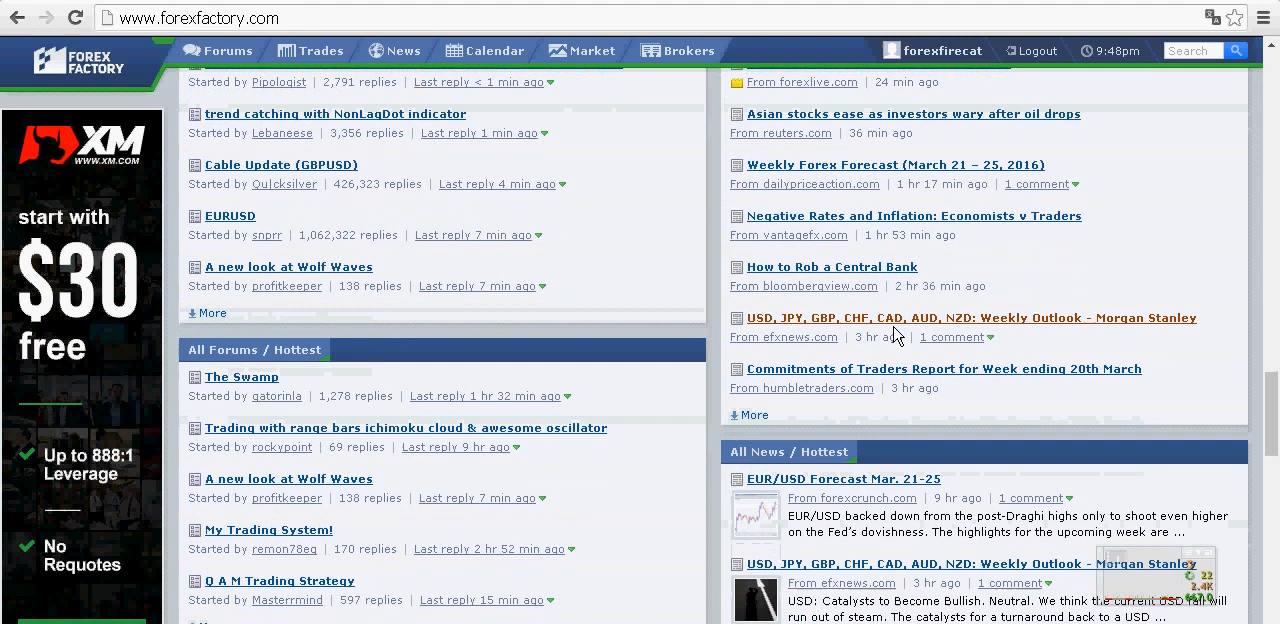 www.forexfactory.com
FOREX
FACTORY
Forums
Trades
News
Calendar
Market
Brokers
forexfirecat
Logout
9:48pm
Search
XM
WWW.XM.COM
start with
$30
free
Up to 888:1
Leverage
No
Requotes
Started by Pipologist | 2,791 replies | Last reply < 1 min ago
trend catching with NonLagDot indicator
Started by Lebaneese | 3,356 replies | Last reply 1 min ago
Cable Update (GBPUSD)
Started by Quicksilver | 426,323 replies | Last reply 4 min ago
EURUSD
Started by snprr | 1,062,322 replies | Last reply 7 min ago
A new look at Wolf Waves
Started by profitkeeper | 138 replies | Last reply 7 min ago
More
All Forums / Hottest
The Swamp
Started by gatorinla | 1,278 replies | Last reply 1 hr 32 min ago
Trading with range bars ichimoku cloud & awesome oscillator
Started by rockypoint | 69 replies | Last reply 9 hr ago
A new look at Wolf Waves
Started by profitkeeper | 138 replies | Last reply 7 min ago
My Trading System!
Started by remon78eg | 170 replies | Last reply 2 hr 52 min ago
Q A M Trading Strategy
Started by Masterrmind | 597 replies | Last reply 15 min ago
From forexlive.com | 24 min ago
Asian stocks ease as investors wary after oil drops
From reuters.com | 36 min ago
Weekly Forex Forecast (March 21 – 25, 2016)
From dailypriceaction.com | 1 hr 17 min ago | 1 comment
Negative Rates and Inflation: Economists v Traders
From vantagefx.com | 1 hr 53 min ago
How to Rob a Central Bank
From bloombergview.com | 2 hr 36 min ago
USD, JPY, GBP, CHF, CAD, AUD, NZD: Weekly Outlook - Morgan Stanley
From efxnews.com | 3 hr ago | 1 comment
Commitments of Traders Report for Week ending 20th March
From humbletraders.com | 3 hr ago
More
All News / Hottest
EUR/USD Forecast Mar. 21-25
From forexcrunch.com | 9 hr ago | 1 comment
EUR/USD backed down from the post-Draghi highs only to shoot even higher
on the Fed's dovishness. The highlights for the upcoming week are ...
USD, JPY, GBP, CHF, CAD, AUD, NZD: Weekly Outlook - Morgan Stanley
From efxnews.com | 3 hr ago | 1 comment
USD: Catalysts to Become Bullish. Neutral. We think the current USD fall will
run out of steam. The catalysts for a turnaround back to a USD ...
22
2.4K
667.0